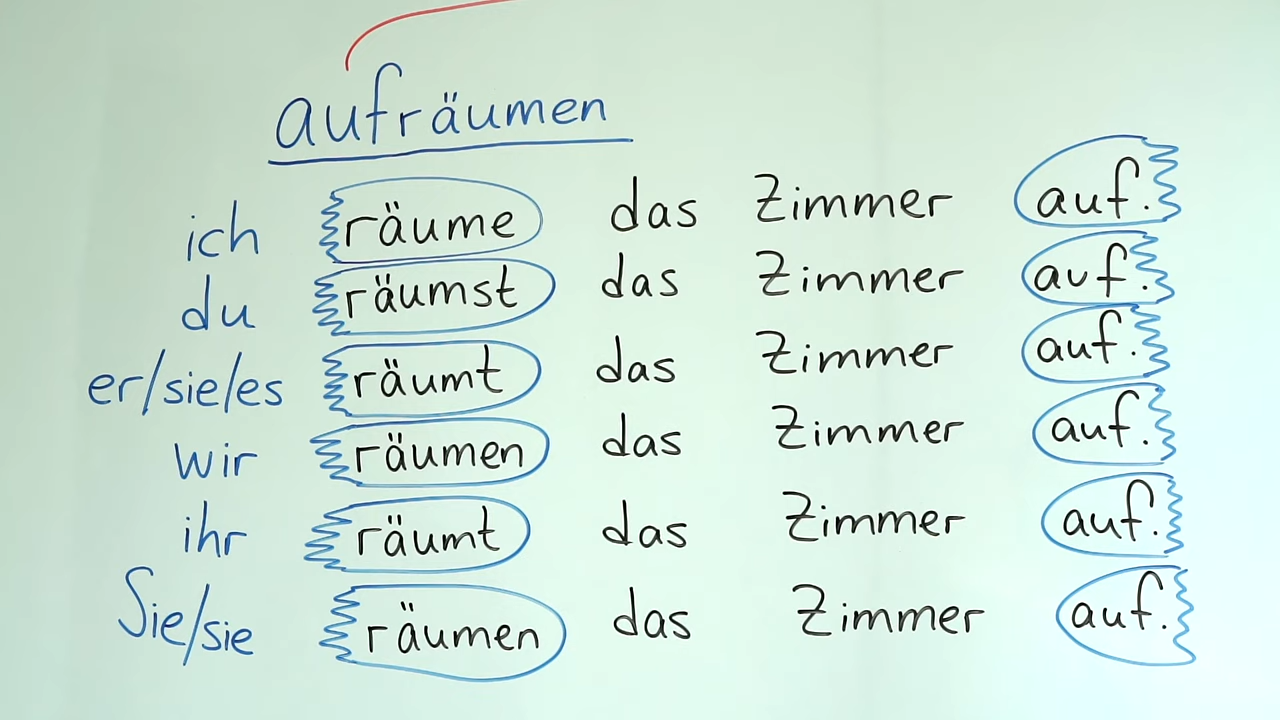 aufräumen
ich räume das Zimmer auf.
du räumst das Zimmer auf.
er/sie/es räumt das Zimmer auf.
wir räumen das Zimmer auf.
ihr räumt das Zimmer auf.
Sie/sie räumen das Zimmer auf.